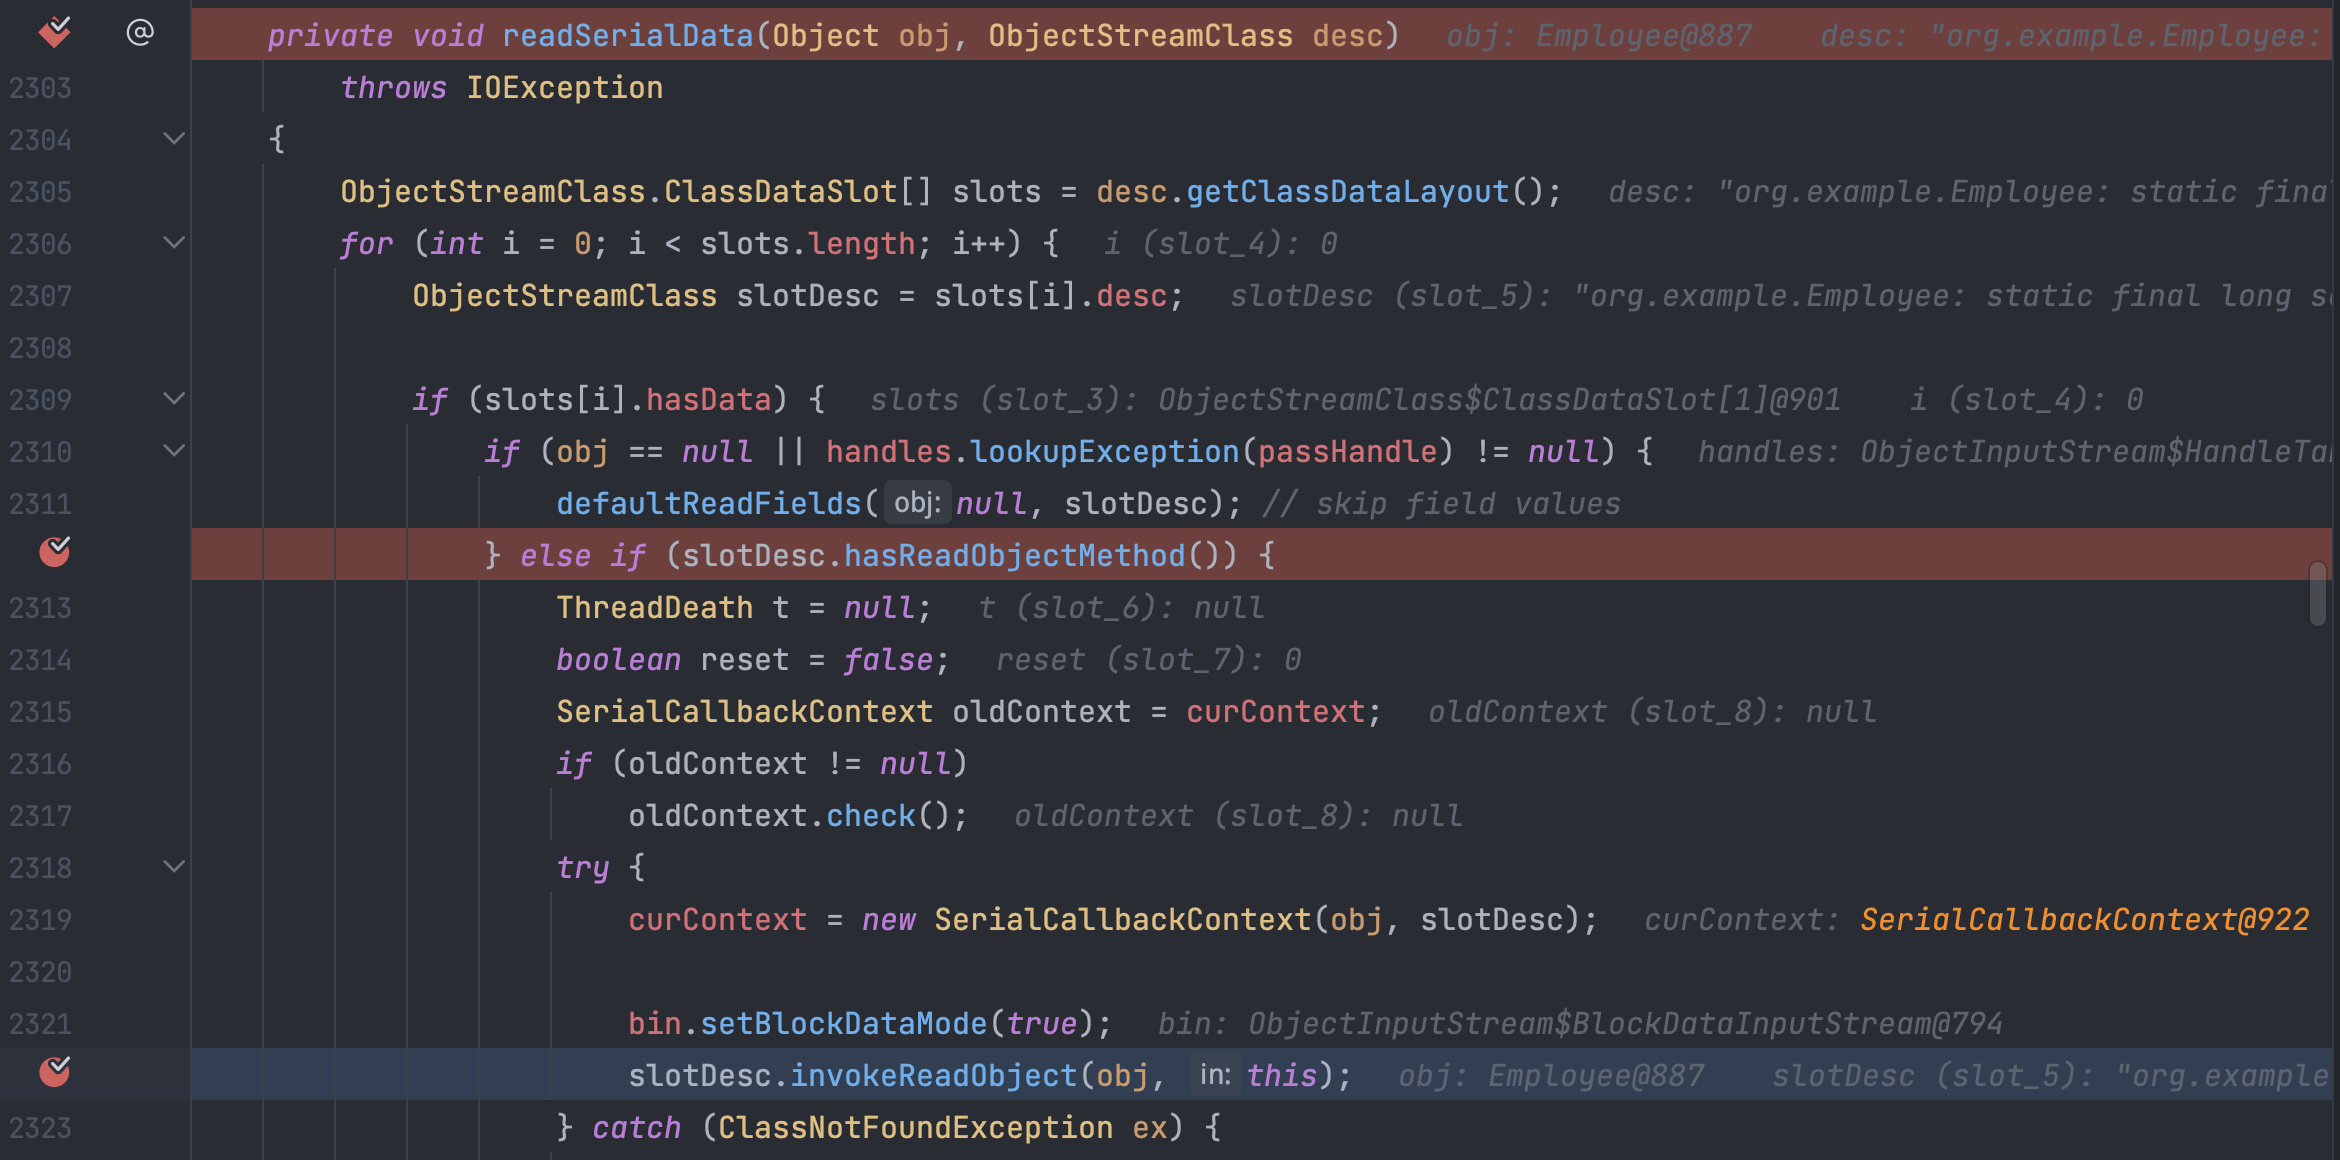 @ private void readSerialData(Object obj, ObjectStreamClass desc) obj: Employee@887 desc: "org.example.Employee:
2303 throws IOException
2304 {
2305 ObjectStreamClass.ClassDataSlot[] slots = desc.getClassDataLayout(); desc: "org.example.Employee: static final
2306 for (int i = 0; i < slots.length; i++) { i (slot_4): 0
2307 ObjectStreamClass slotDesc = slots[i].desc; slotDesc (slot_5): "org.example.Employee: static final long s
2308
2309 if (slots[i].hasData) { slots (slot_3): ObjectStreamClass$ClassDataSlot[1]@901 i (slot_4): 0
2310 if (obj == null || handles.lookupException(passHandle) != null) { handles: ObjectInputStream$HandleTa
2311 defaultReadFields( obj: null, slotDesc); // skip field values
} else if (slotDesc.hasReadObjectMethod()) {
2313 ThreadDeath t = null; t (slot_6): null
2314 boolean reset = false; reset (slot_7): 0
2315 SerialCallbackContext oldContext = curContext; oldContext (slot_8): null
2316 if (oldContext != null)
2317 oldContext.check(); oldContext (slot_8): null
2318 try {
2319 curContext = new SerialCallbackContext(obj, slotDesc); curContext: SerialCallbackContext@922
2320
2321 bin.setBlockDataMode(true); bin: ObjectInputStream$BlockDataInputStream@794
slotDesc.invokeReadObject(obj, in: this); obj: Employee@887 slotDesc (slot_5): "org.example
2323 } catch (ClassNotFoundException ex) {